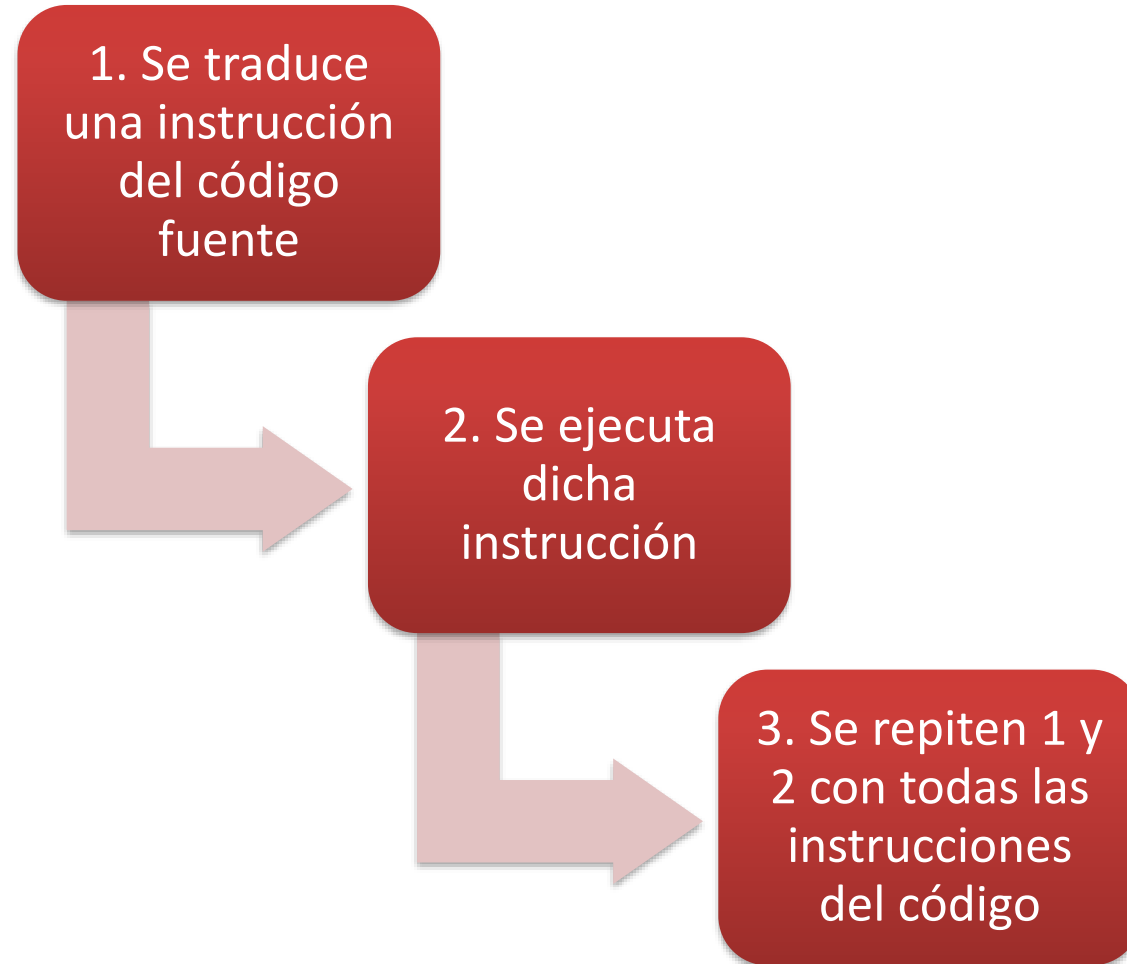 1. Se traduce
una instrucción
del código
fuente
2. Se ejecuta
dicha
instrucción
3. Se repiten 1 y
2 con todas las
instrucciones
del código